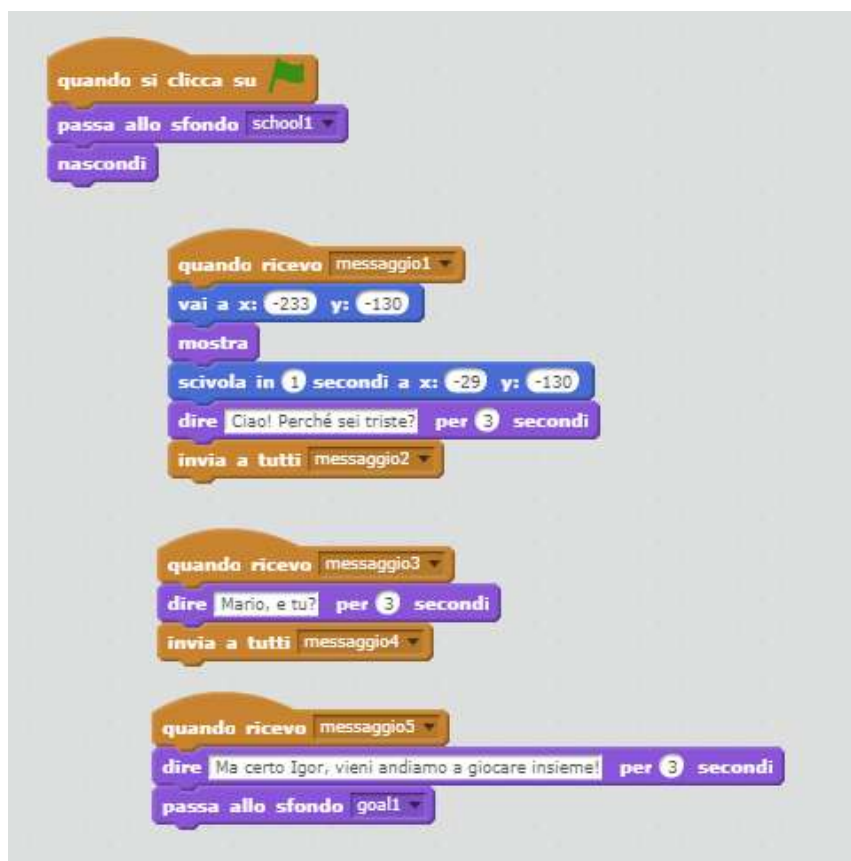 quando si clicca su
passa allo sfondo school1
nascondi
quando ricevo messaggio1
vai a x: -233 y: -130
mostra
scivola in 1 secondi a x: -29 y: -130
dire Ciao! Perché sei triste? per 3 secondi
invia a tutti messaggio2
quando ricevo messaggio3
dire Mario, e tu? per 3 secondi
invia a tutti messaggio4
quando ricevo messaggio5
dire Ma certo Igor, vieni andiamo a giocare insieme! per 3 secondi
passa allo sfondo goal1